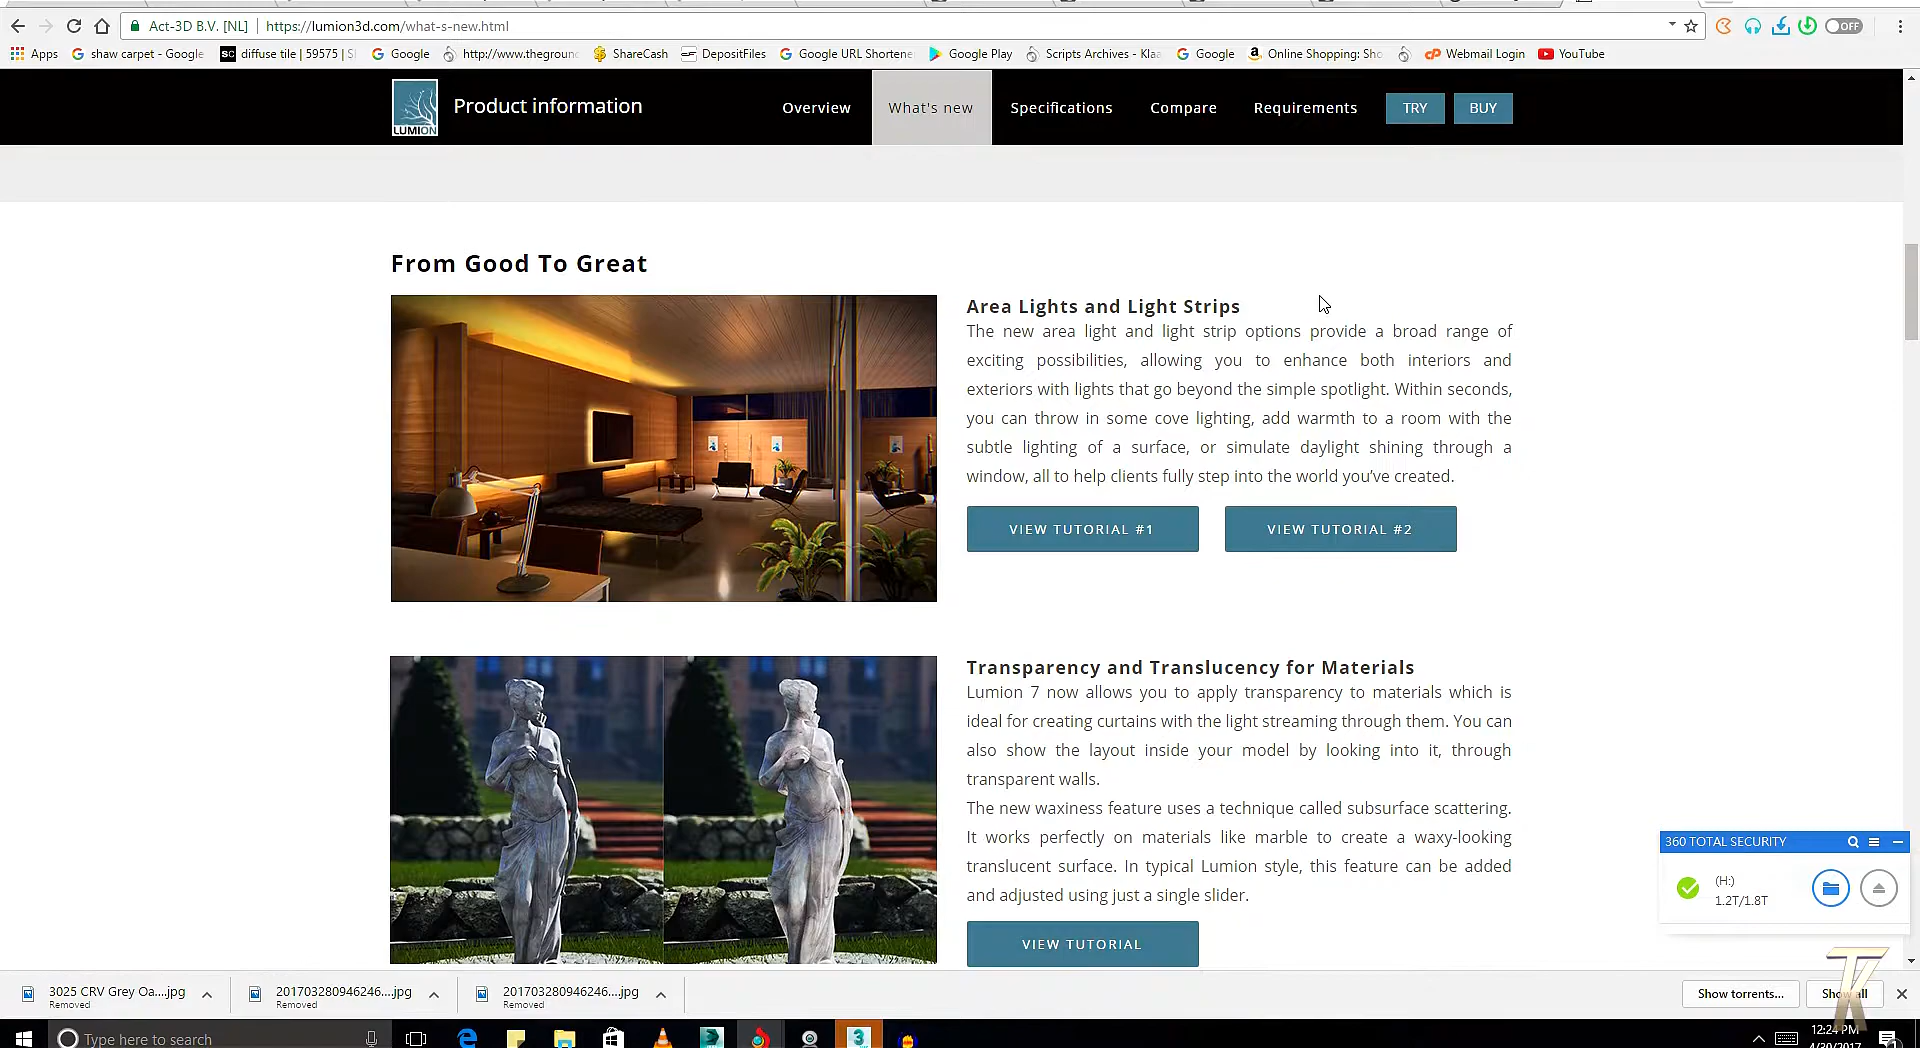 Act-3D B.V. [NL] https://lumion3d.com/what-s-new.html
OFF
Apps shaw carpet - Google diffuse tile | 59575 | S Google http://www.theground ShareCash DepositFiles Google URL Shortene Google Play Scripts Archives - Klaa Google Online Shopping: Sho Webmail Login YouTube
LUMION Product information Overview What's new Specifications Compare Requirements TRY BUY
From Good To Great
Area Lights and Light Strips
The new area light and light strip options provide a broad range of
exciting possibilities, allowing you to enhance both interiors and
exteriors with lights that go beyond the simple spotlight. Within seconds,
you can throw in some cove lighting, add warmth to a room with the
subtle lighting of a surface, or simulate daylight shining through a
window, all to help clients fully step into the world you’ve created.
VIEW TUTORIAL #1 VIEW TUTORIAL #2
Transparency and Translucency for Materials
Lumion 7 now allows you to apply transparency to materials which is
ideal for creating curtains with the light streaming through them. You can
also show the layout inside your model by looking into it, through
transparent walls.
The new waxiness feature uses a technique called subsurface scattering.
It works perfectly on materials like marble to create a waxy-looking
translucent surface. In typical Lumion style, this feature can be added
and adjusted using just a single slider.
VIEW TUTORIAL
360 TOTAL SECURITY
(H:)
1.2T/1.8T
3025 CRV Grey Oa....jpg
Removed
201703280946246....jpg
Removed
201703280946246....jpg
Removed
Show torrents...
Show all
TK
Type here to search
12:24 PM
4/30/2017